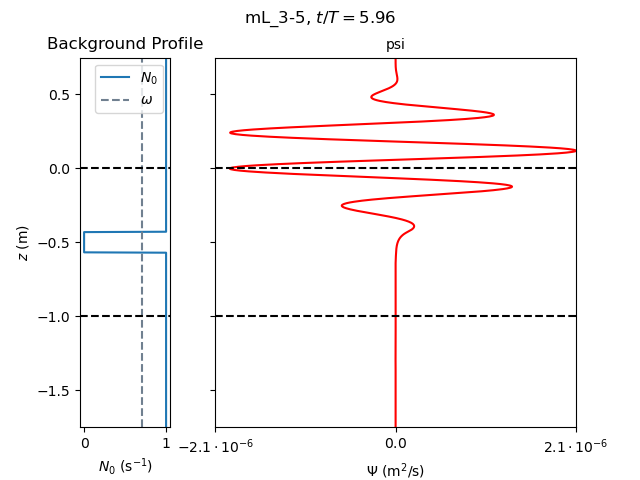 mL_3-5, t/T = 5.96
Background Profile
psi
N₀
ω
0.5
0.0
−0.5
−1.0
−1.5
z (m)
0 1
N₀ (s⁻¹)
−2.1 · 10⁻⁶ 0.0 2.1 · 10⁻⁶
Ψ (m²/s)